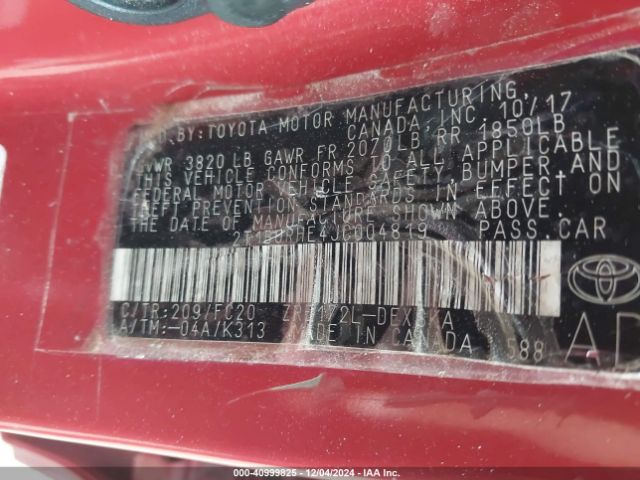 BY: TOYOTA MOTOR MANUFACTURING,
CANADA, INC. 10/17
GVWR 3820 LB GAWR FR 2070LB RR 1850LB
THIS VEHICLE CONFORMS TO ALL APPLICABLE
FEDERAL MOTOR VEHICLE SAFETY, BUMPER AND
THEFT PREVENTION STANDARDS IN EFFECT ON
THE DATE OF MANUFACTURE SHOWN ABOVE.
PASS.CAR
C/TR:209/FC20
A/TM:-04A/K313 MADE IN CANADA 588
AD
00-40999825 - 12/04/2024 - IAA Inc.